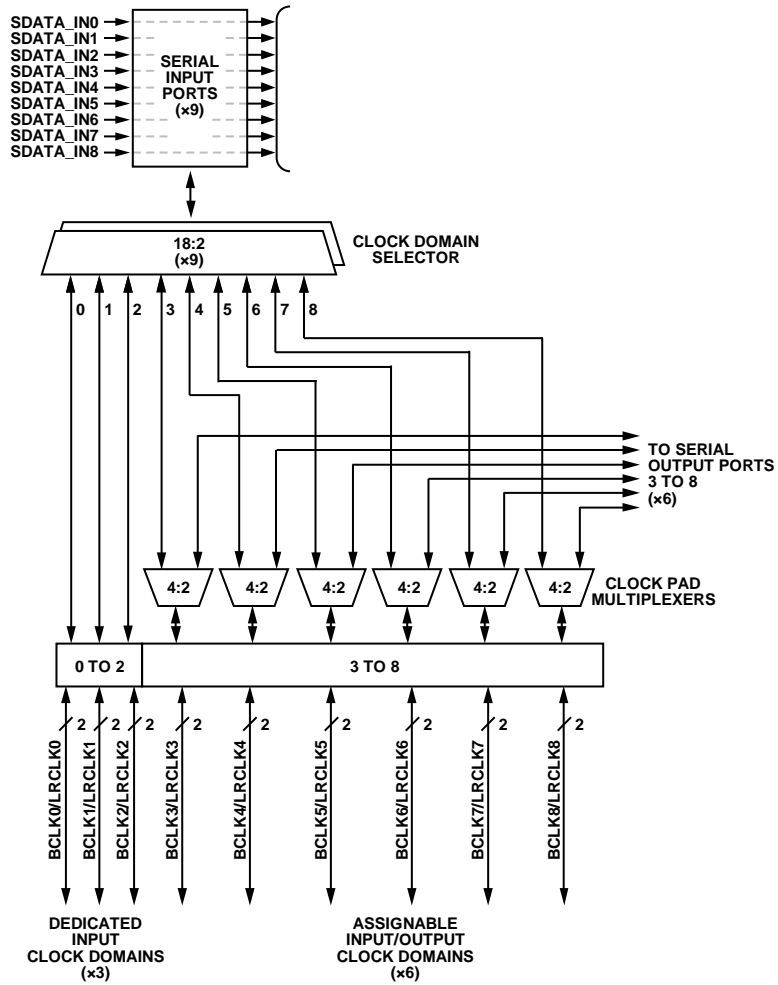 SDATA_IN0
SDATA_IN1
SDATA_IN2
SDATA_IN3
SDATA_IN4
SDATA_IN5
SDATA_IN6
SDATA_IN7
SDATA_IN8
SERIAL
INPUT
PORTS
(×9)
18:2
(×9)
CLOCK DOMAIN
SELECTOR
0 1 2 3 4 5 6 7 8
TO SERIAL
OUTPUT PORTS
3 TO 8
(×6)
4:2 4:2 4:2 4:2 4:2 4:2
CLOCK PAD
MULTIPLEXERS
0 TO 2
3 TO 8
2 2 2 2 2 2 2 2 2
BCLK0/LRCLK0
BCLK1/LRCLK1
BCLK2/LRCLK2
BCLK3/LRCLK3
BCLK4/LRCLK4
BCLK5/LRCLK5
BCLK6/LRCLK6
BCLK7/LRCLK7
BCLK8/LRCLK8
DEDICATED
INPUT
CLOCK DOMAINS
(×3)
ASSIGNABLE
INPUT/OUTPUT
CLOCK DOMAINS
(×6)